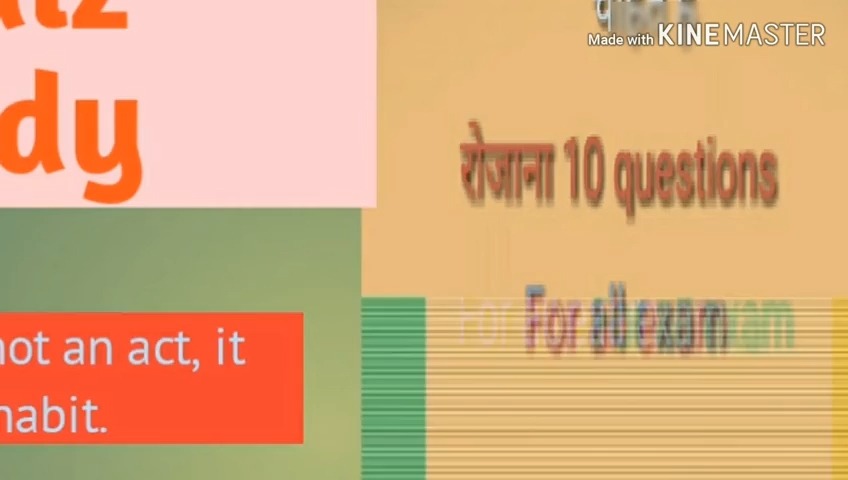 dy
not an act, it
habit.
Made with KINEMASTER
रोजाना 10 questions
For all exam